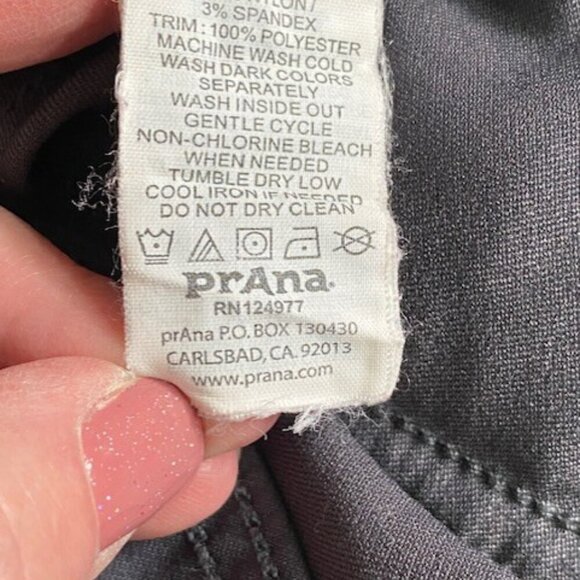 NYLON/
3% SPANDEX
TRIM: 100% POLYESTER
MACHINE WASH COLD
WASH DARK COLORS
SEPARATELY
WASH INSIDE OUT
GENTLE CYCLE
NON-CHLORINE BLEACH
WHEN NEEDED
TUMBLE DRY LOW
COOL IRON IF NEEDED
DO NOT DRY CLEAN
prAna
RN124977
prAna P.O. BOX 130430
CARLSBAD, CA. 92013
www.prana.com